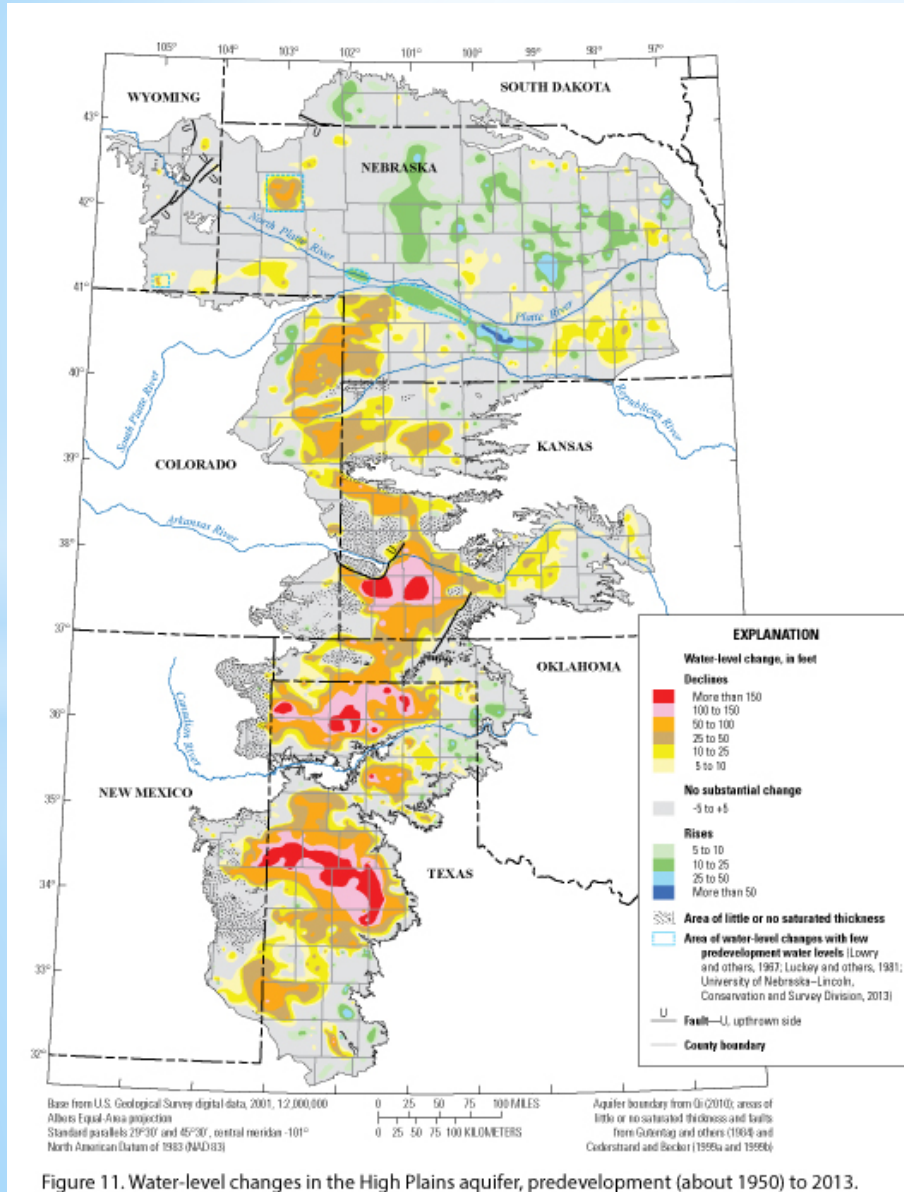 105° 104° 103° 102° 101° 100° 99° 98° 97°
WYOMING
SOUTH DAKOTA
43°
NEBRASKA
42°
North Platte River
41°
Platte River
40°
South Platte River
Republican River
39°
COLORADO
KANSAS
Arkansas River
38°
U
37°
OKLAHOMA
36°
Canadian River
35°
NEW MEXICO
TEXAS
34°
33°
32°
EXPLANATION
Water-level change, in feet
Declines
More than 150
100 to 150
50 to 100
25 to 50
10 to 25
5 to 10
No substantial change
-5 to +5
Rises
5 to 10
10 to 25
25 to 50
More than 50
Area of little or no saturated thickness
Area of water-level changes with few
predevelopment water levels (Lowry
and others, 1967; Luckey and others, 1981;
University of Nebraska–Lincoln,
Conservation and Survey Division, 2013)
U
Fault—U, upthrown side
County boundary
Base from U.S. Geological Survey digital data, 2001, 1:2,000,000
Albers Equal-Area projection
Standard parallels 29°30' and 45°30', central meridian -101°
North American Datum of 1983 (NAD 83)
0 25 50 75 100 MILES
0 25 50 75 100 KILOMETERS
Aquifer boundary from Qi (2010); areas of
little or no saturated thickness and faults
from Gutentag and others (1984) and
Cederstrand and Becker (1999a and 1999b)
Figure 11. Water-level changes in the High Plains aquifer, predevelopment (about 1950) to 2013.